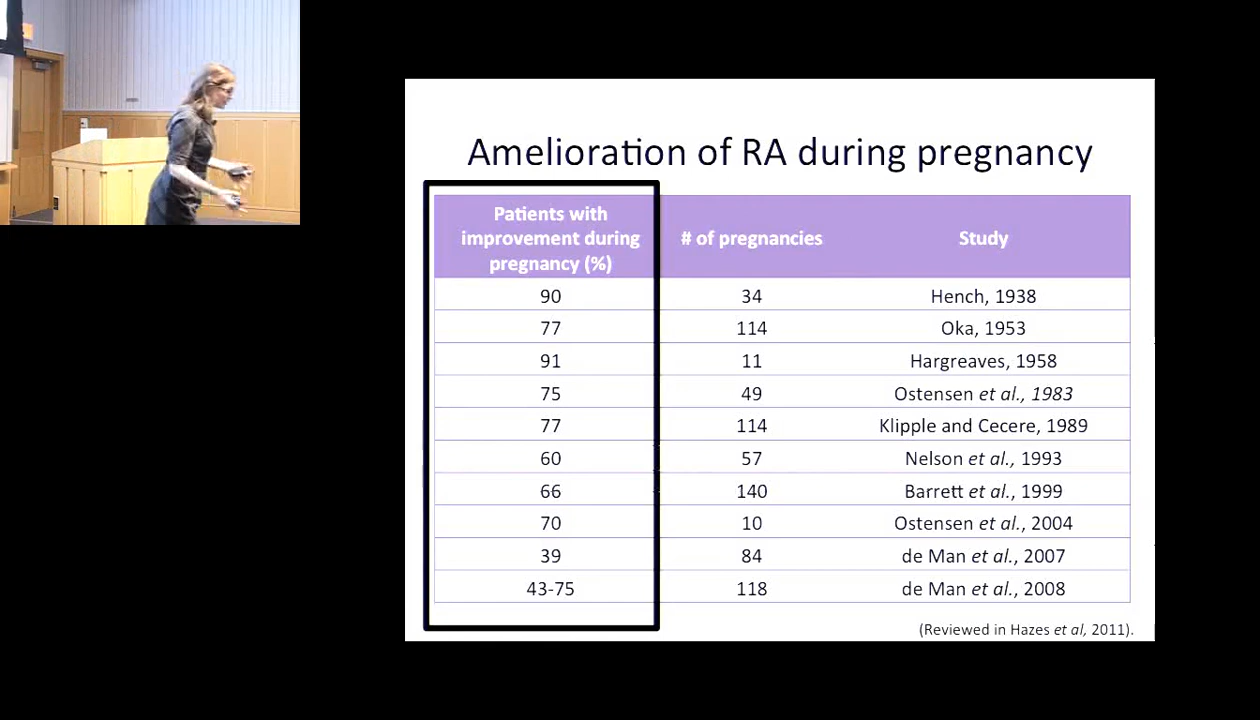 Amelioration of RA during pregnancy
Patients with
improvement during
pregnancy (%)
# of pregnancies
Study
90 34 Hench, 1938
77 114 Oka, 1953
91 11 Hargreaves, 1958
75 49 Ostensen et al., 1983
77 114 Klipple and Cecere, 1989
60 57 Nelson et al., 1993
66 140 Barrett et al., 1999
70 10 Ostensen et al., 2004
39 84 de Man et al., 2007
43-75 118 de Man et al., 2008
(Reviewed in Hazes et al, 2011).